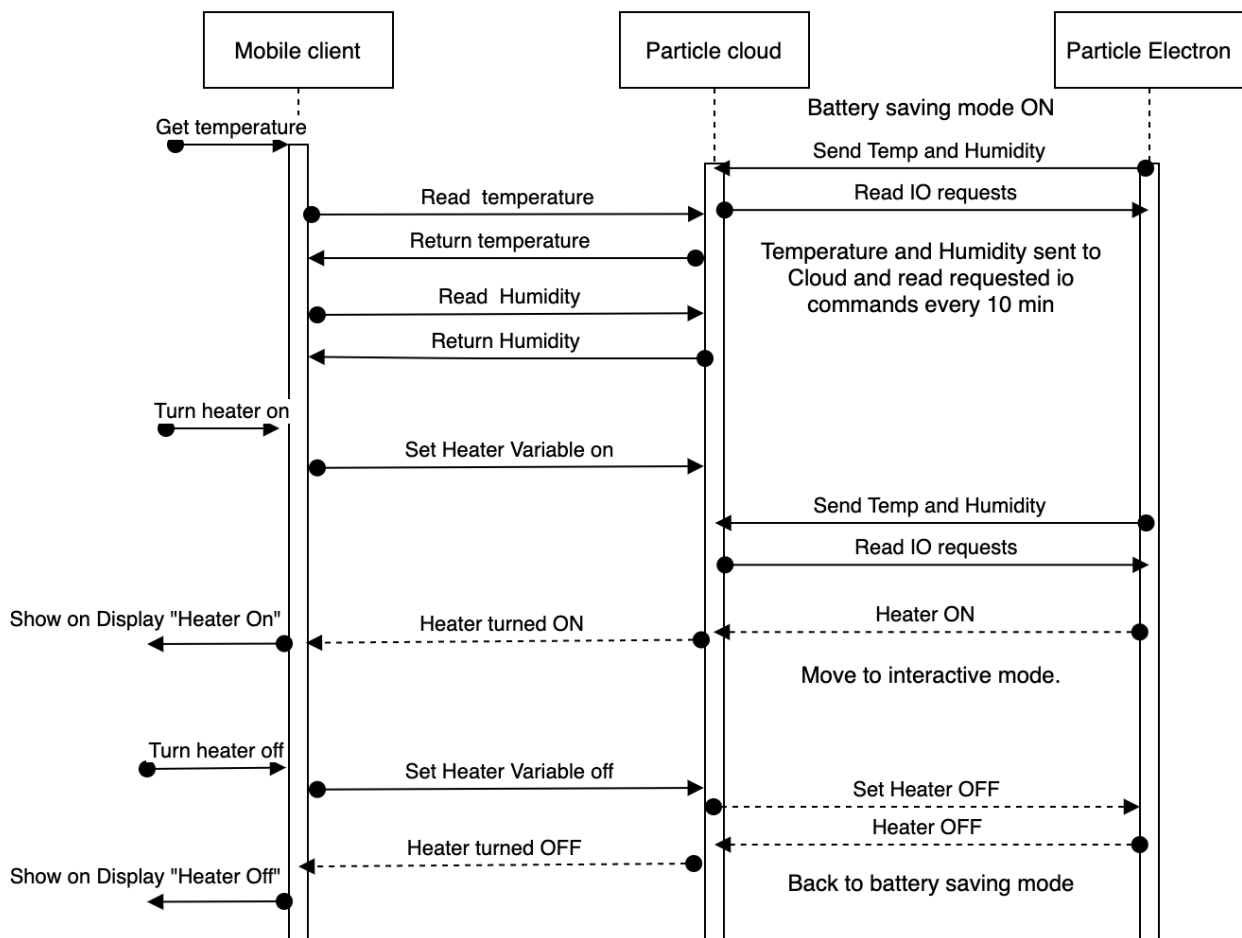 Mobile client
Particle cloud
Particle Electron
Battery saving mode ON
Get temperature
Send Temp and Humidity
Read temperature
Read IO requests
Return temperature
Temperature and Humidity sent to
Cloud and read requested io
commands every 10 min
Read Humidity
Return Humidity
Turn heater on
Set Heater Variable on
Send Temp and Humidity
Read IO requests
Show on Display "Heater On"
Heater turned ON
Heater ON
Move to interactive mode.
Turn heater off
Set Heater Variable off
Set Heater OFF
Heater OFF
Heater turned OFF
Show on Display "Heater Off"
Back to battery saving mode